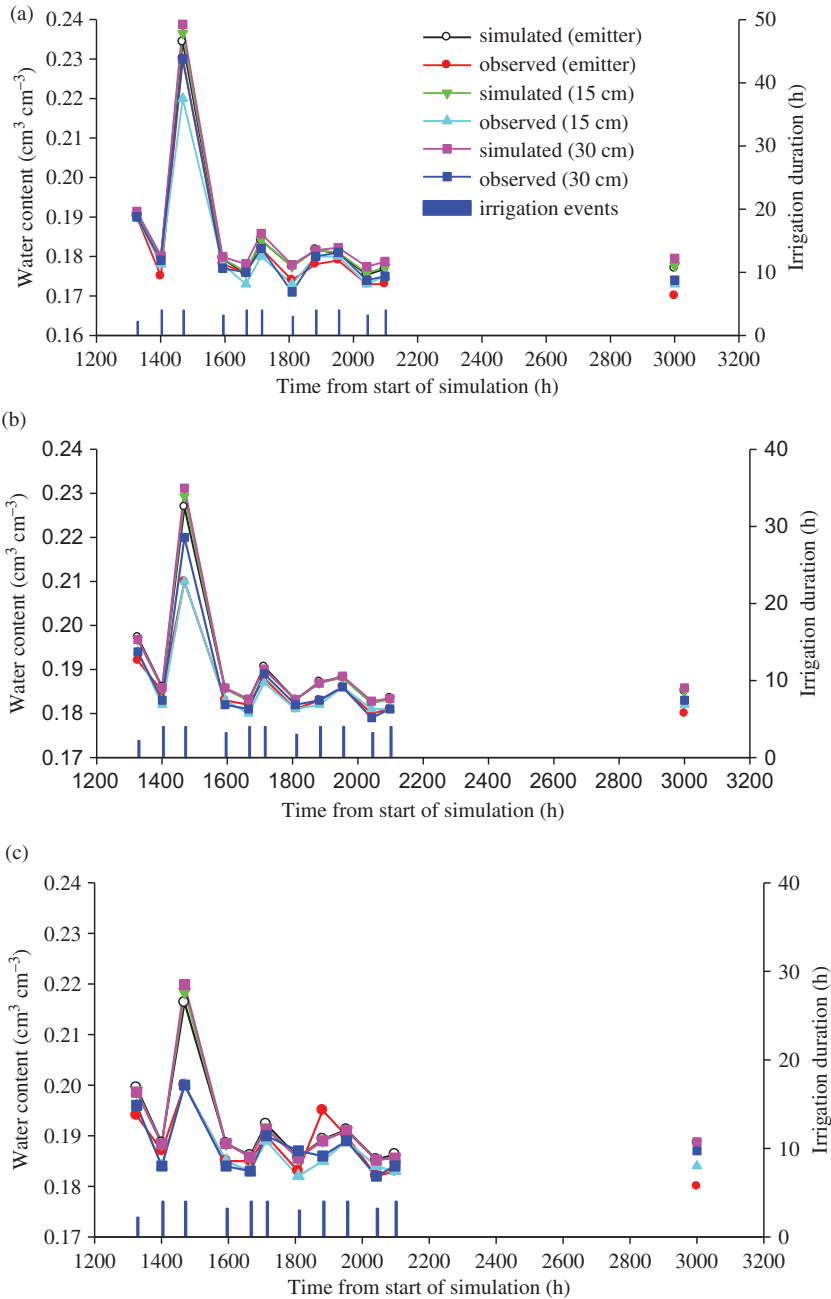 (a)
0.24
0.23
0.22
0.21
0.20
0.19
0.18
0.17
0.16
Water content (cm³ cm⁻³)
simulated (emitter)
observed (emitter)
simulated (15 cm)
observed (15 cm)
simulated (30 cm)
observed (30 cm)
irrigation events
50
40
30
20
10
0
Irrigation duration (h)
1200 1400 1600 1800 2000 2200 2400 2600 2800 3000 3200
Time from start of simulation (h)
(b)
0.24
0.23
0.22
0.21
0.20
0.19
0.18
0.17
Water content (cm³ cm⁻³)
40
30
20
10
0
Irrigation duration (h)
1200 1400 1600 1800 2000 2200 2400 2600 2800 3000 3200
Time from start of simulation (h)
(c)
0.24
0.23
0.22
0.21
0.20
0.19
0.18
0.17
Water content (cm³ cm⁻³)
40
30
20
10
0
Irrigation duration (h)
1200 1400 1600 1800 2000 2200 2400 2600 2800 3000 3200
Time from start of simulation (h)